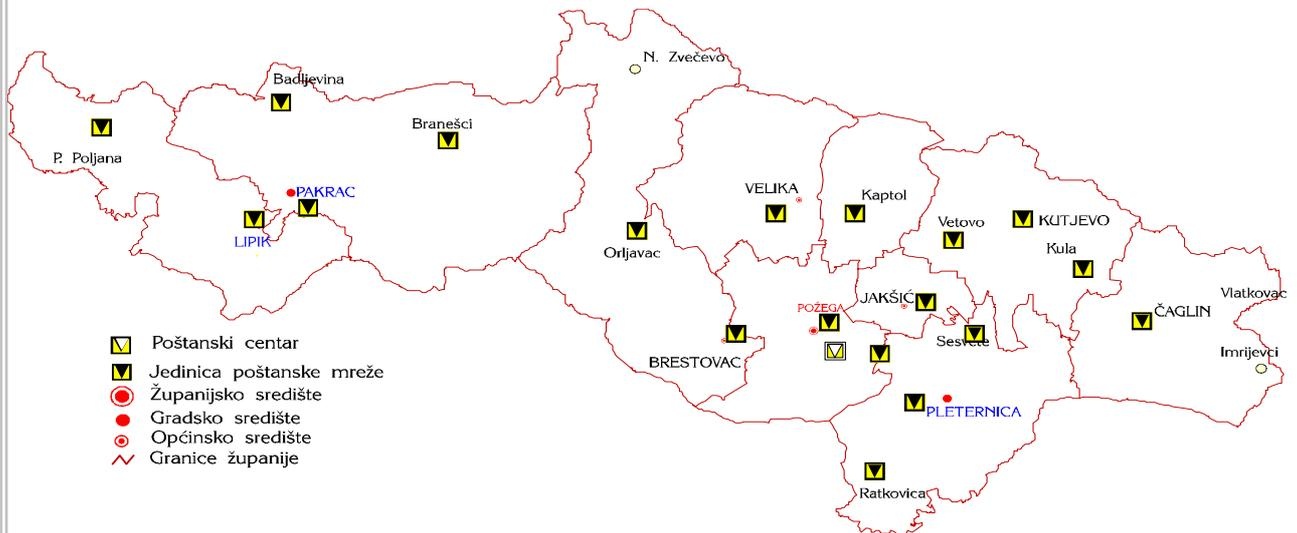 N. Zvečevo
Badljevina
Branešci
P. Poljana
PAKRAC
LIPIK
VELIKA
Kaptol
Orljavac
Vetovo
KUTJEVO
Kula
Vlatkovac
POŽEGA
JAKŠIĆ
ČAGLIN
Sesvete
BRESTOVAC
Imrijevci
PLETERNICA
Ratkovica
Poštanski centar
Jedinica poštanske mreže
Županijsko središte
Gradsko središte
Općinsko središte
Granice županije